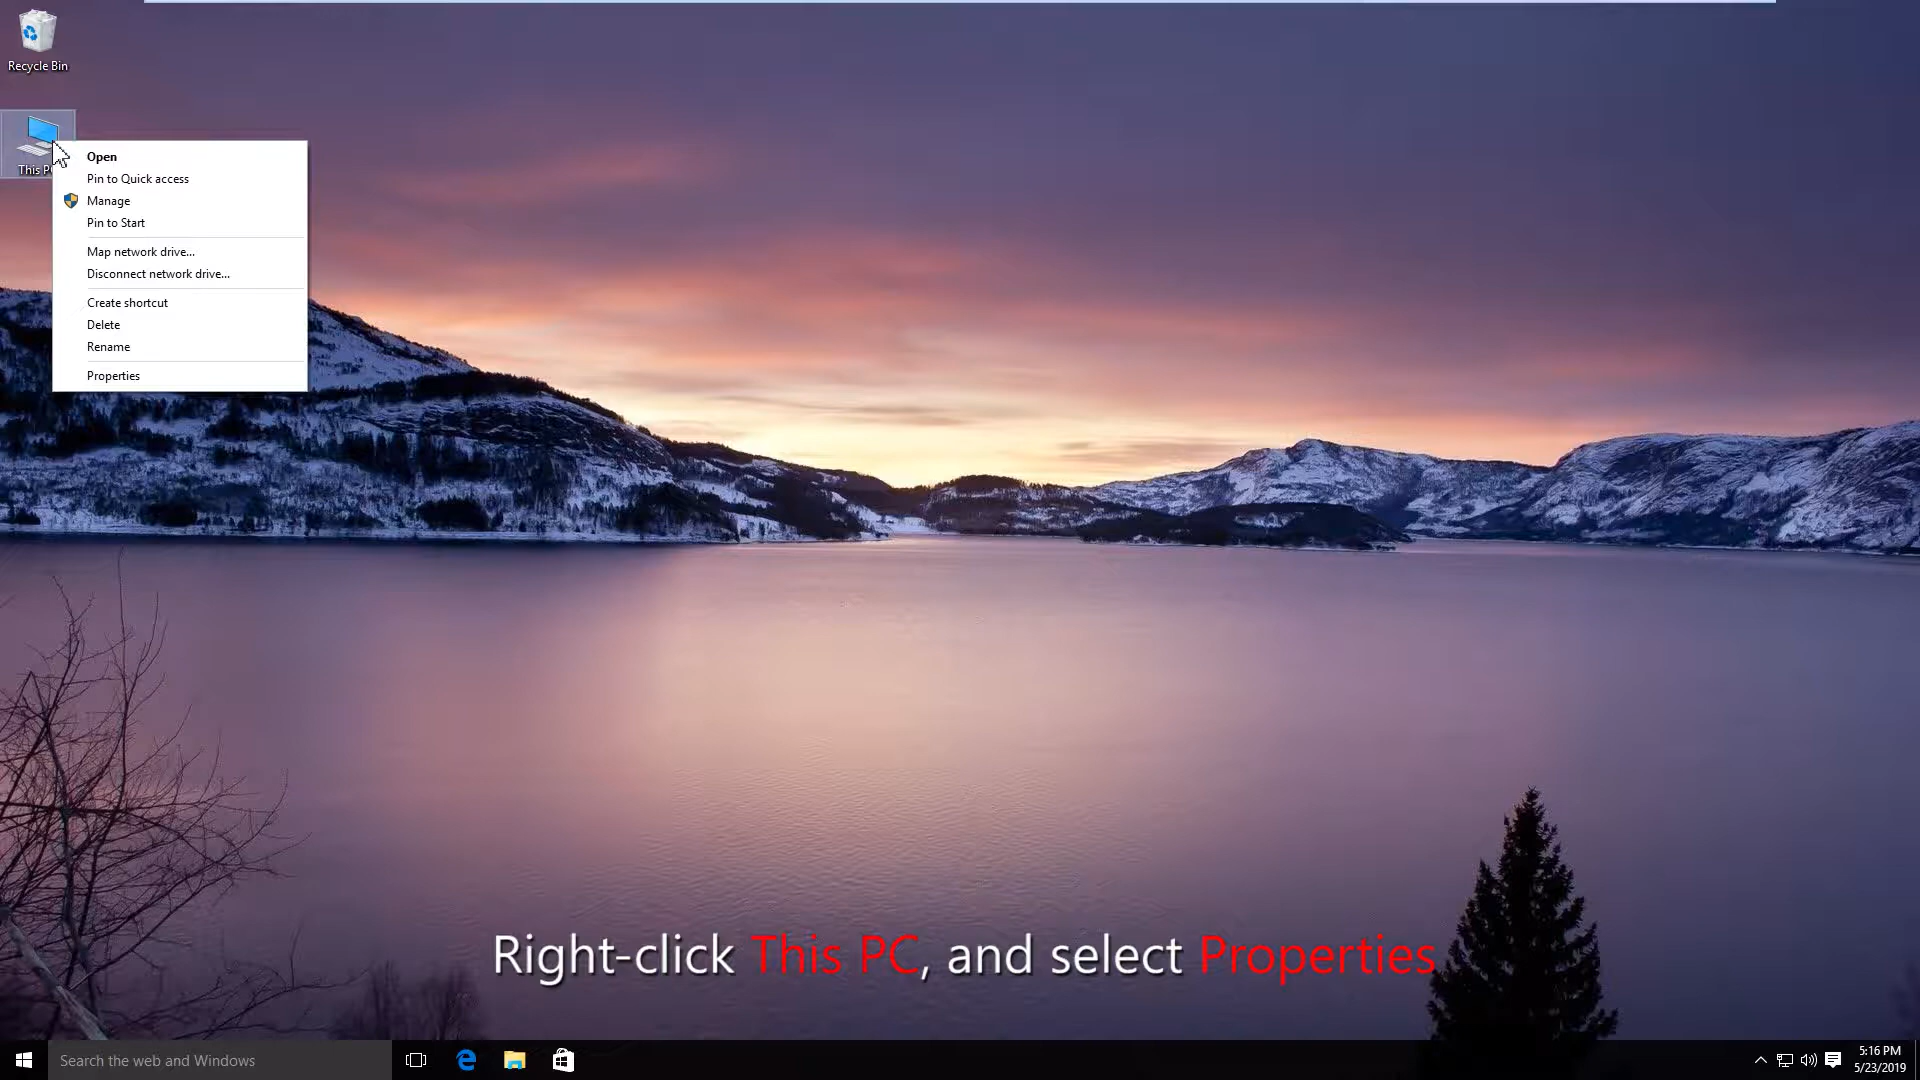 Recycle Bin
This PC
Open
Pin to Quick access
Manage
Pin to Start
Map network drive...
Disconnect network drive...
Create shortcut
Delete
Rename
Properties
Right-click This PC, and select Properties
Search the web and Windows
5:16 PM
5/23/2019